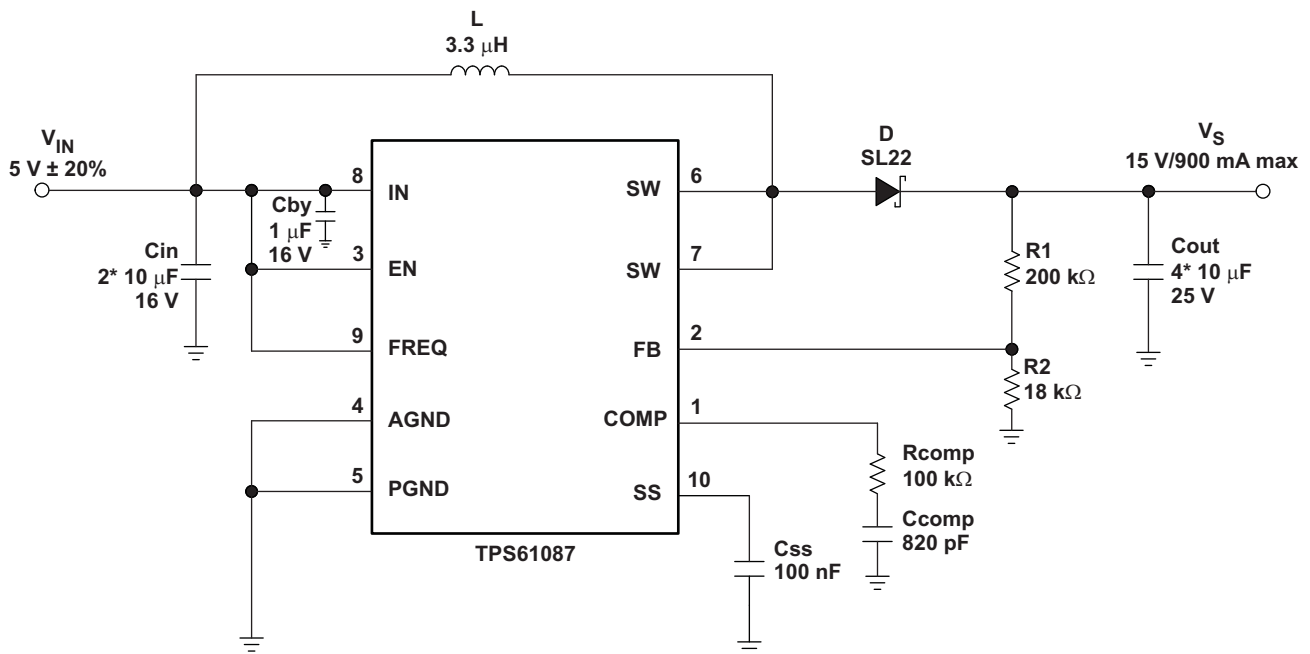 L
3.3 μH
V_IN
5 V ± 20%
D
SL22
V_S
15 V/900 mA max
8
IN
SW
6
Cby
1 μF
16 V
Cin
2* 10 μF
16 V
3
EN
SW
7
R1
200 kΩ
Cout
4* 10 μF
25 V
9
FREQ
FB
2
R2
18 kΩ
4
AGND
COMP
1
Rcomp
100 kΩ
5
PGND
SS
10
Ccomp
820 pF
TPS61087
Css
100 nF